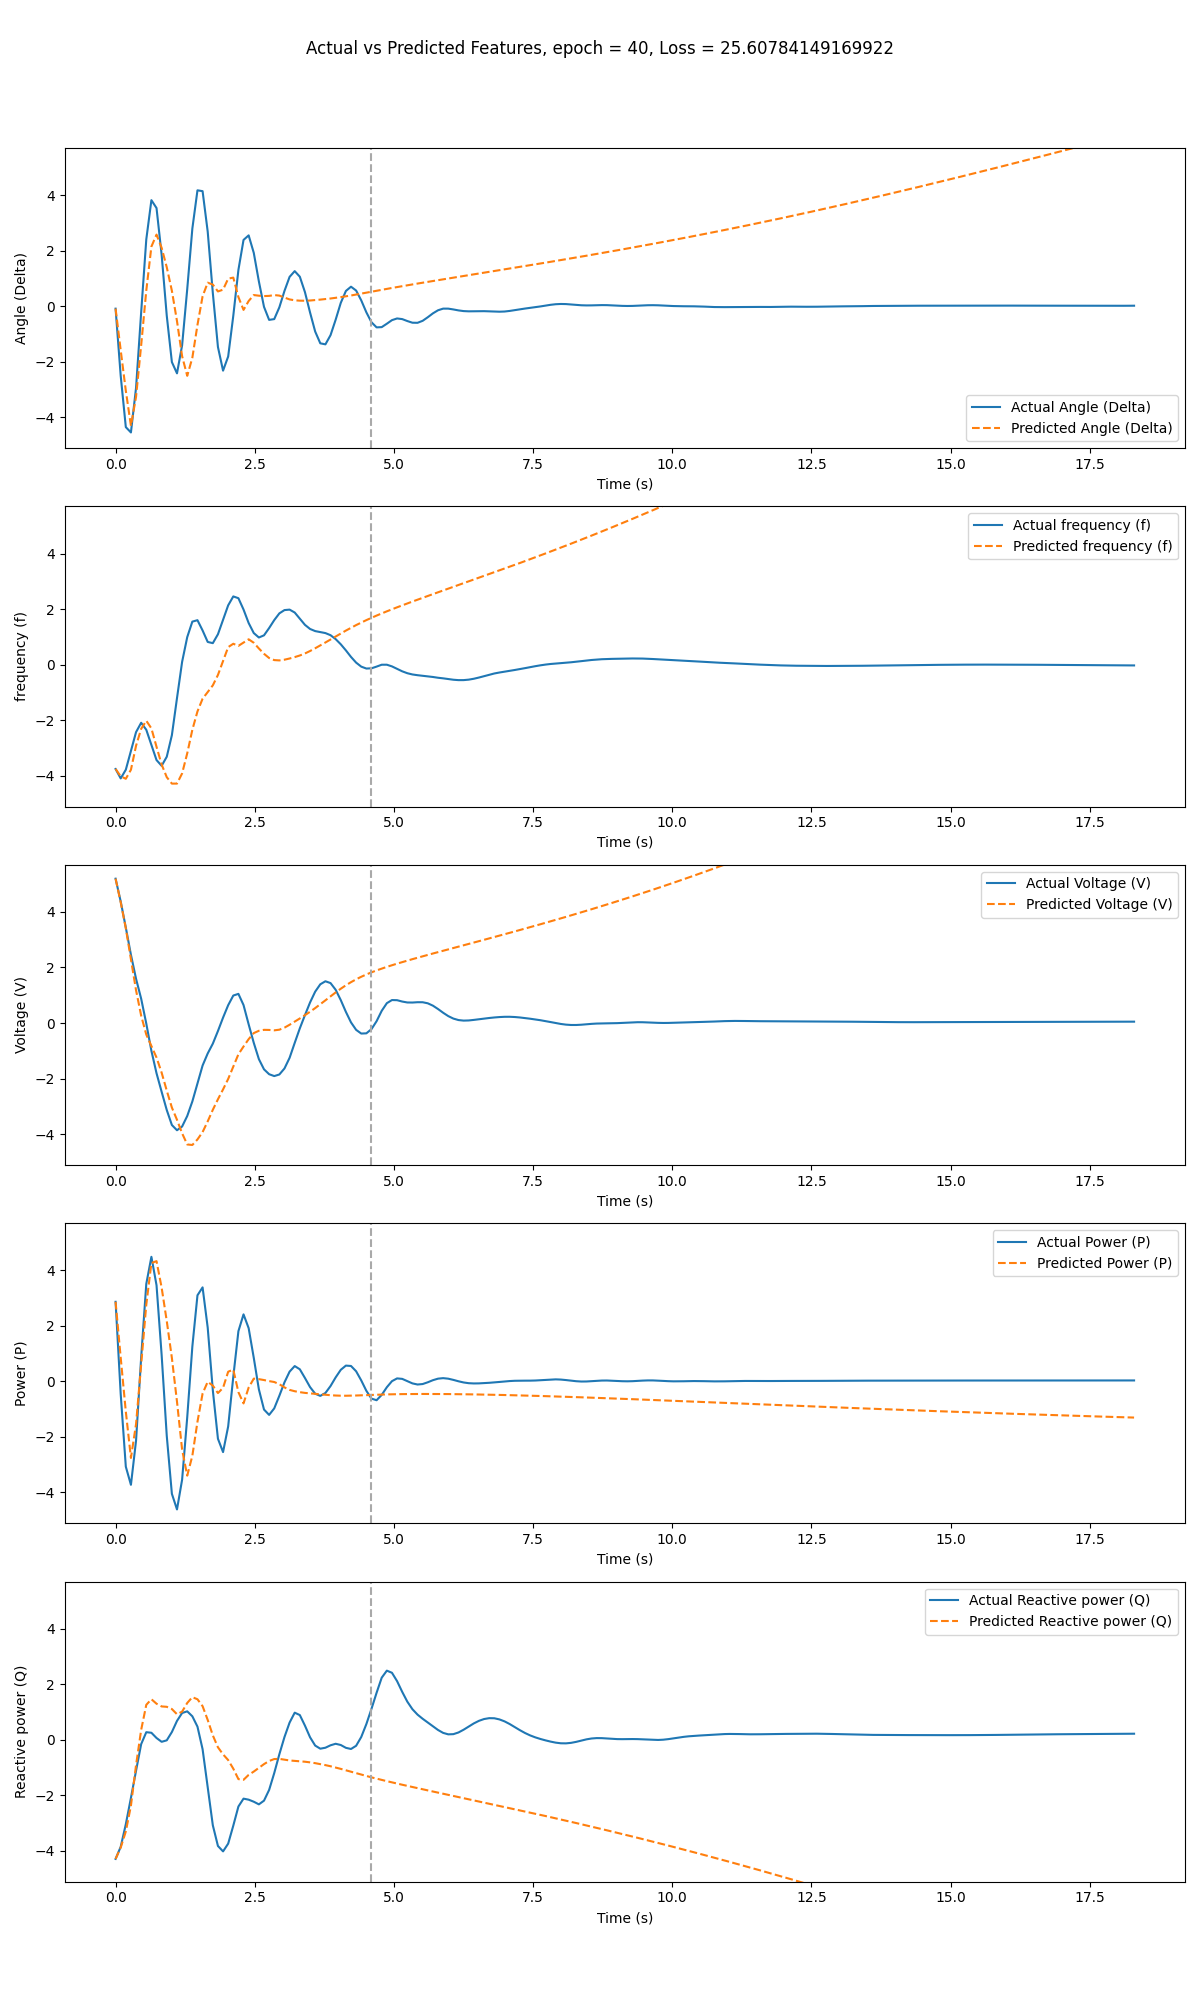 Actual vs Predicted Features, epoch = 40, Loss = 25.60784149169922
4
2
0
−2
−4
Angle (Delta)
Actual Angle (Delta)
Predicted Angle (Delta)
0.0 2.5 5.0 7.5 10.0 12.5 15.0 17.5
Time (s)
4
2
0
−2
−4
frequency (f)
Actual frequency (f)
Predicted frequency (f)
0.0 2.5 5.0 7.5 10.0 12.5 15.0 17.5
Time (s)
4
2
0
−2
−4
Voltage (V)
Actual Voltage (V)
Predicted Voltage (V)
0.0 2.5 5.0 7.5 10.0 12.5 15.0 17.5
Time (s)
4
2
0
−2
−4
Power (P)
Actual Power (P)
Predicted Power (P)
0.0 2.5 5.0 7.5 10.0 12.5 15.0 17.5
Time (s)
4
2
0
−2
−4
Reactive power (Q)
Actual Reactive power (Q)
Predicted Reactive power (Q)
0.0 2.5 5.0 7.5 10.0 12.5 15.0 17.5
Time (s)